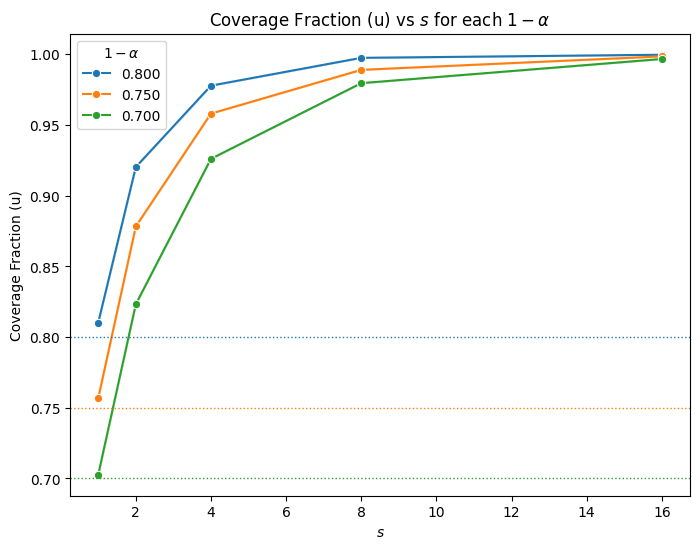 Coverage Fraction (u) vs s for each 1 − α
1 − α
0.800
0.750
0.700
Coverage Fraction (u)
1.00
0.95
0.90
0.85
0.80
0.75
0.70
2 4 6 8 10 12 14 16
s